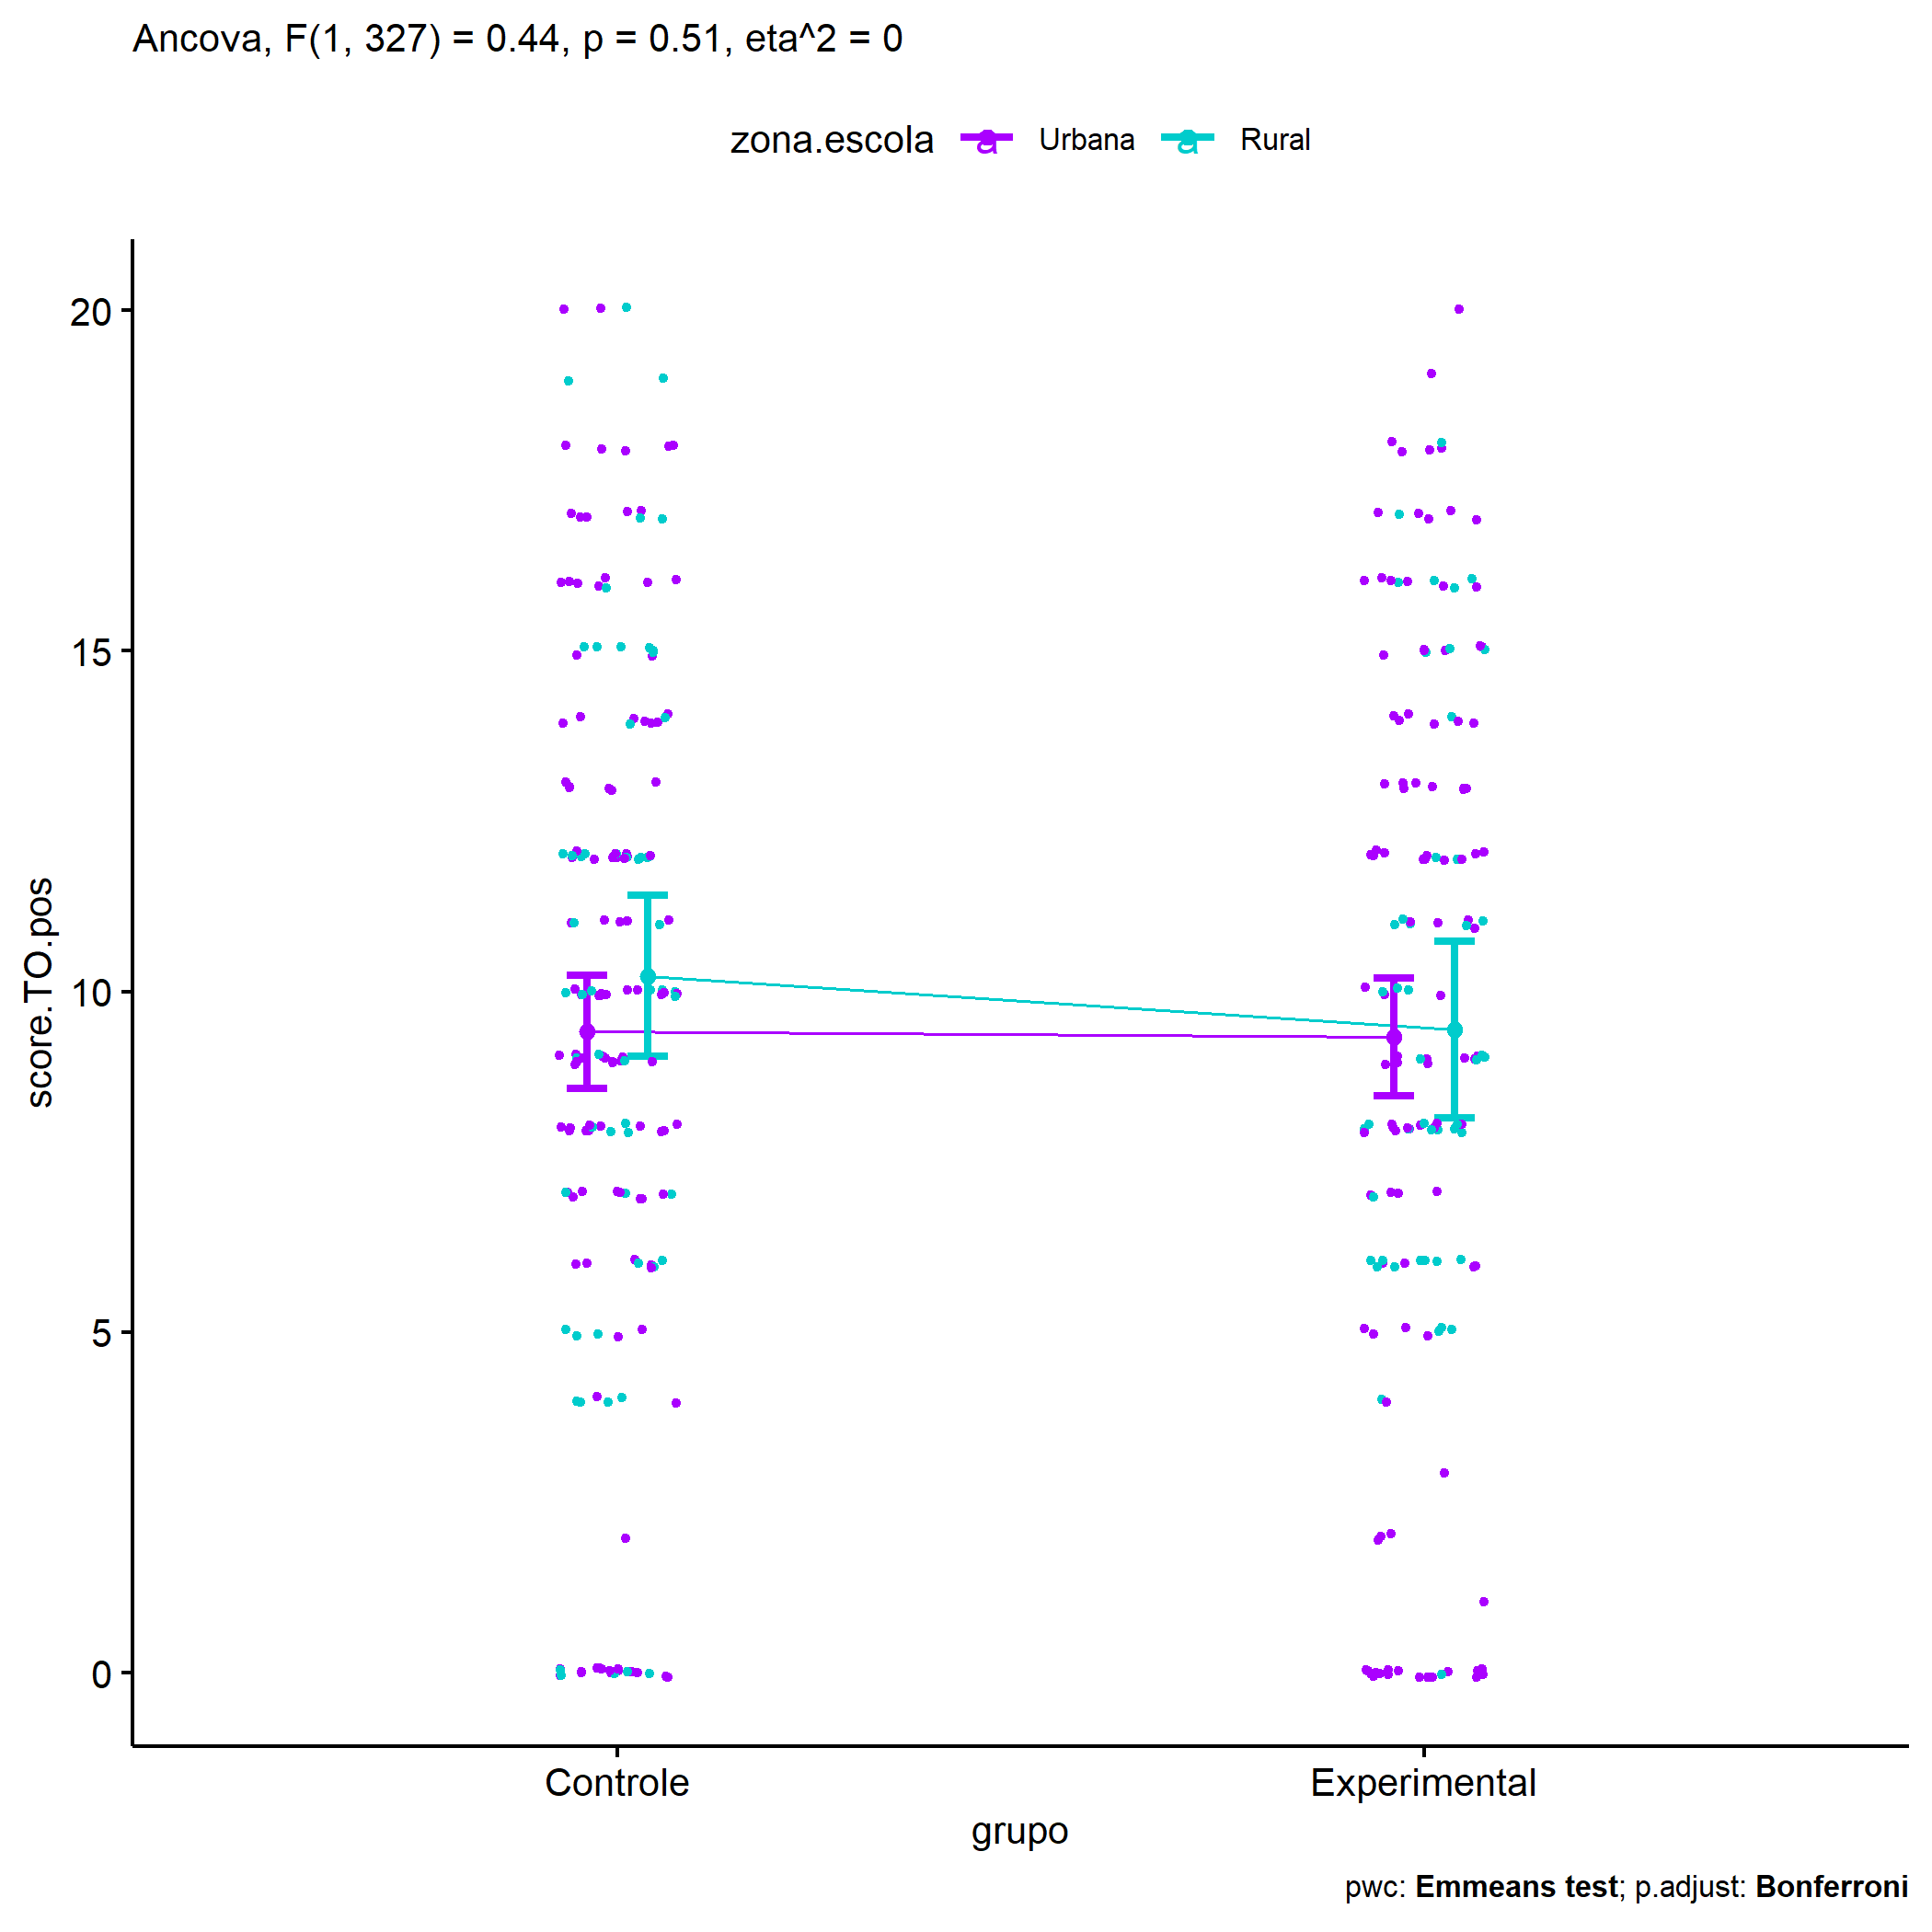 Ancova, F(1, 327) = 0.44, p = 0.51, eta^2 = 0
zona.escola a Urbana a Rural
score.TO.pos
20
15
10
5
0
Controle Experimental
grupo
pwc: Emmeans test; p.adjust: Bonferroni